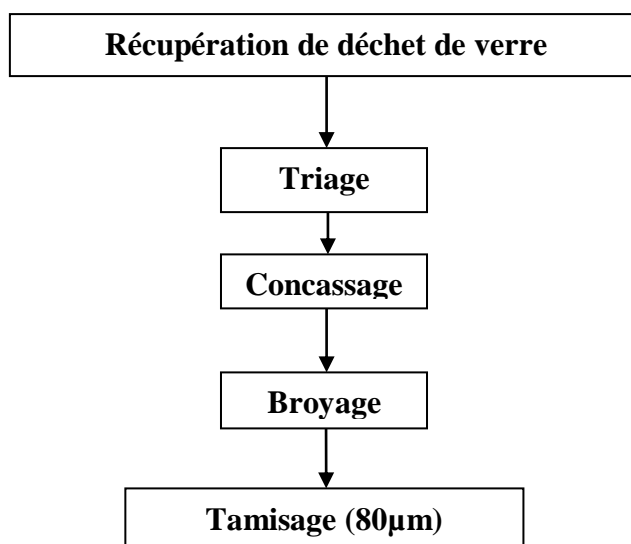 Récupération de déchet de verre
Triage
Concassage
Broyage
Tamisage (80µm)